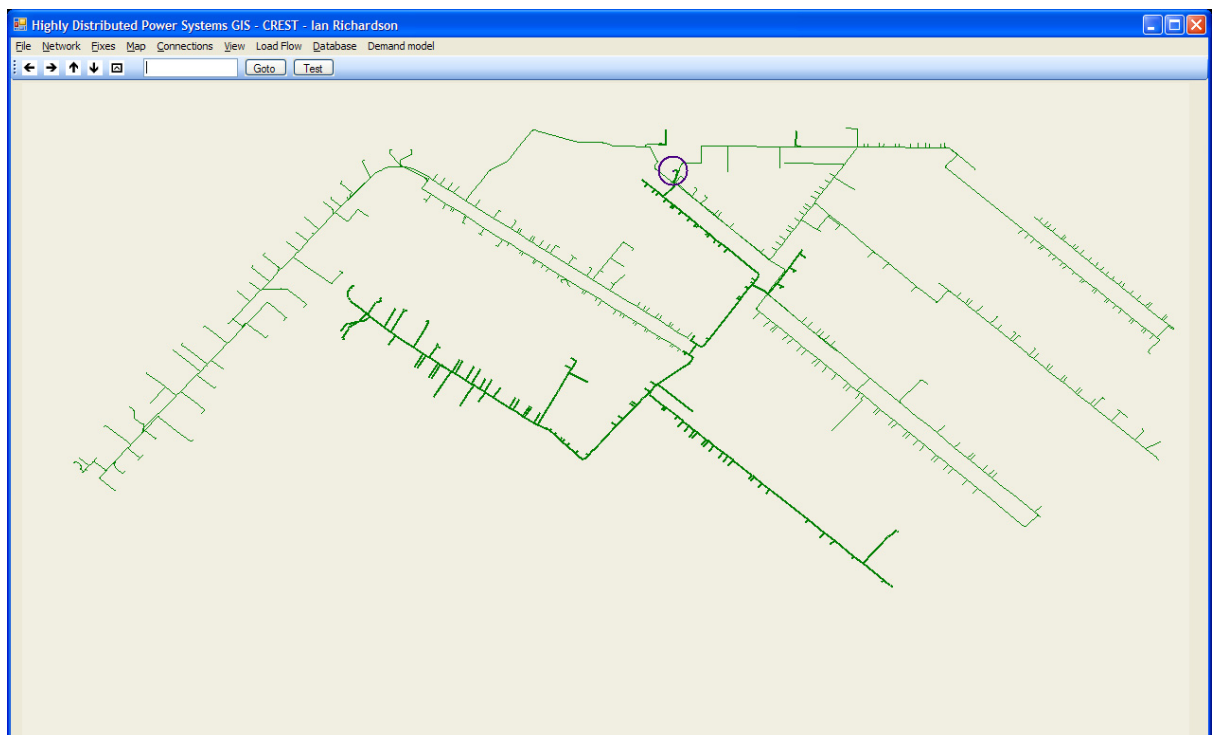 Highly Distributed Power Systems GIS - CREST - Ian Richardson
File Network Fixes Map Connections View Load Flow Database Demand model
Goto Test